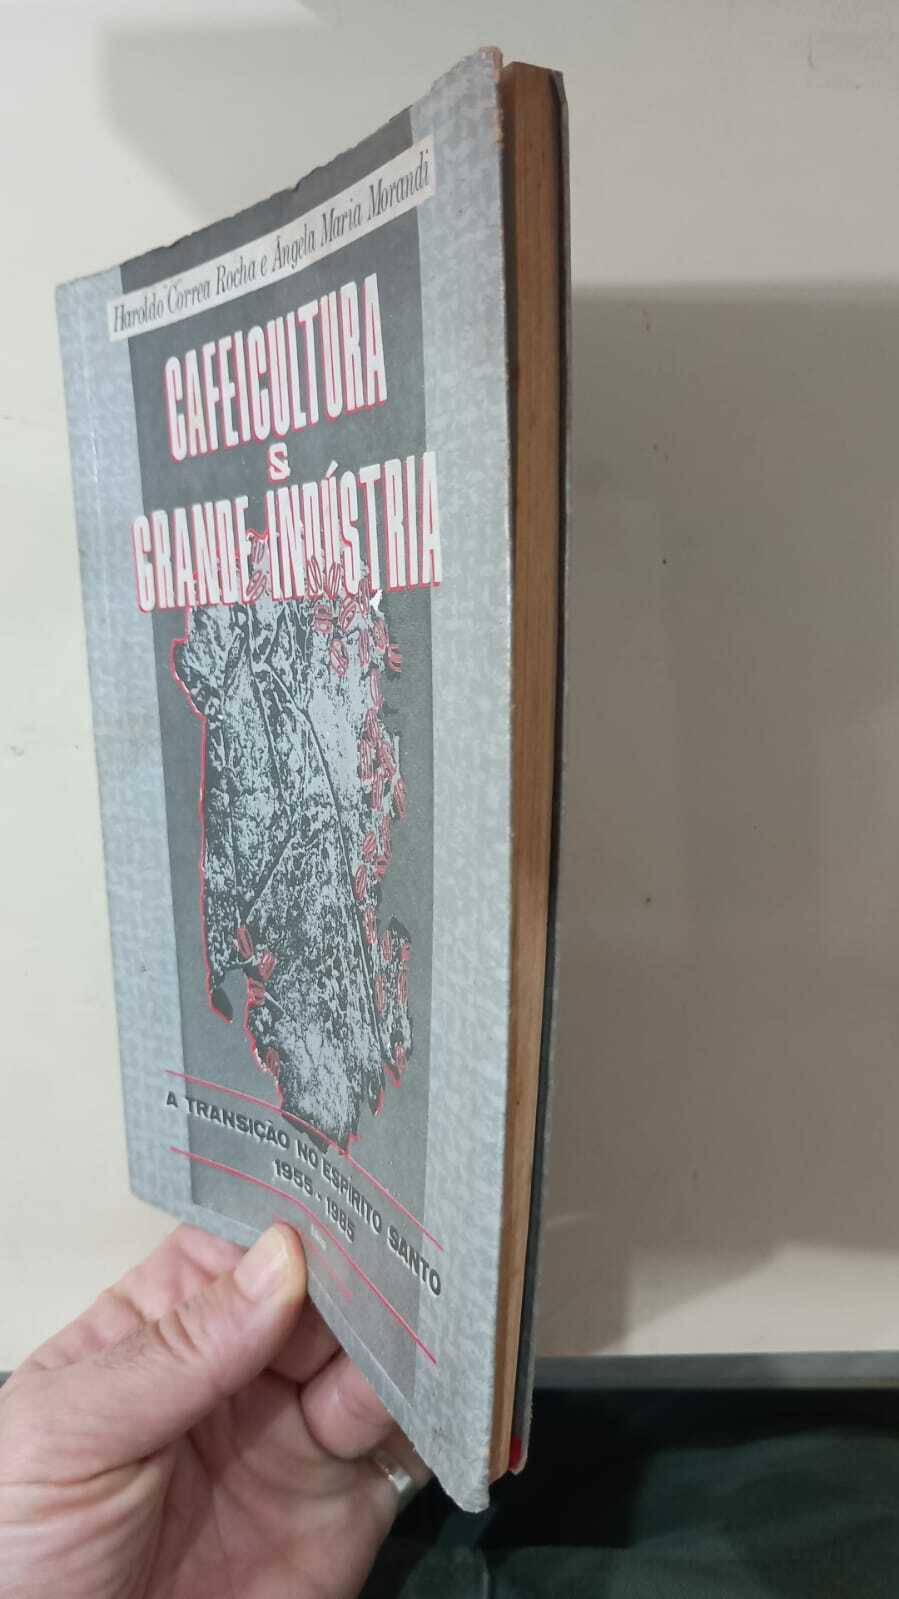 Haroldo Correa Rocha e Ângela Maria Morandi
CAFEICULTURA
&
GRANDE INDÚSTRIA
A TRANSIÇÃO NO ESPÍRITO SANTO
1955 - 1985